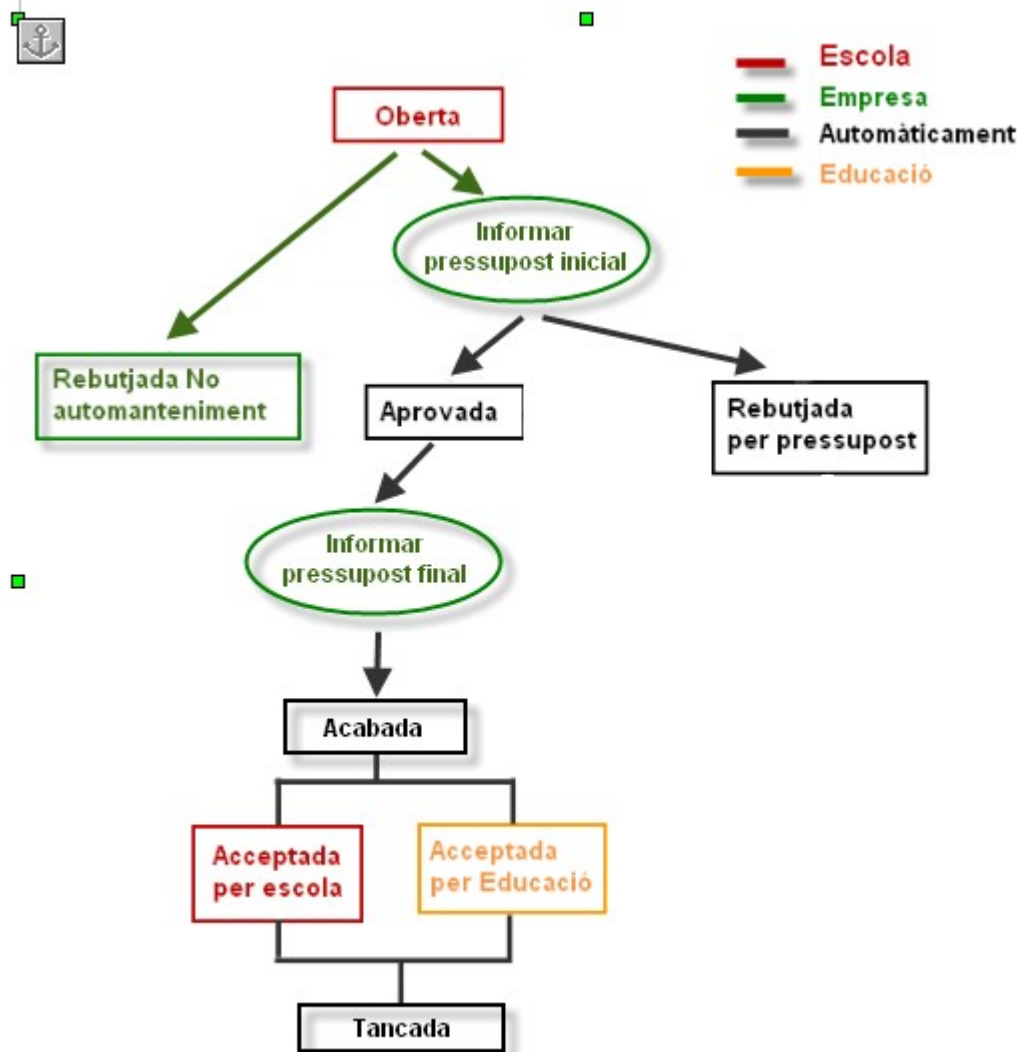 Escola
Empresa
Automàticament
Educació
Oberta
Informar
pressupost inicial
Rebutjada No
automanteniment
Aprovada
Rebutjada
per pressupost
Informar
pressupost final
Acabada
Acceptada
per escola
Acceptada
per Educació
Tancada